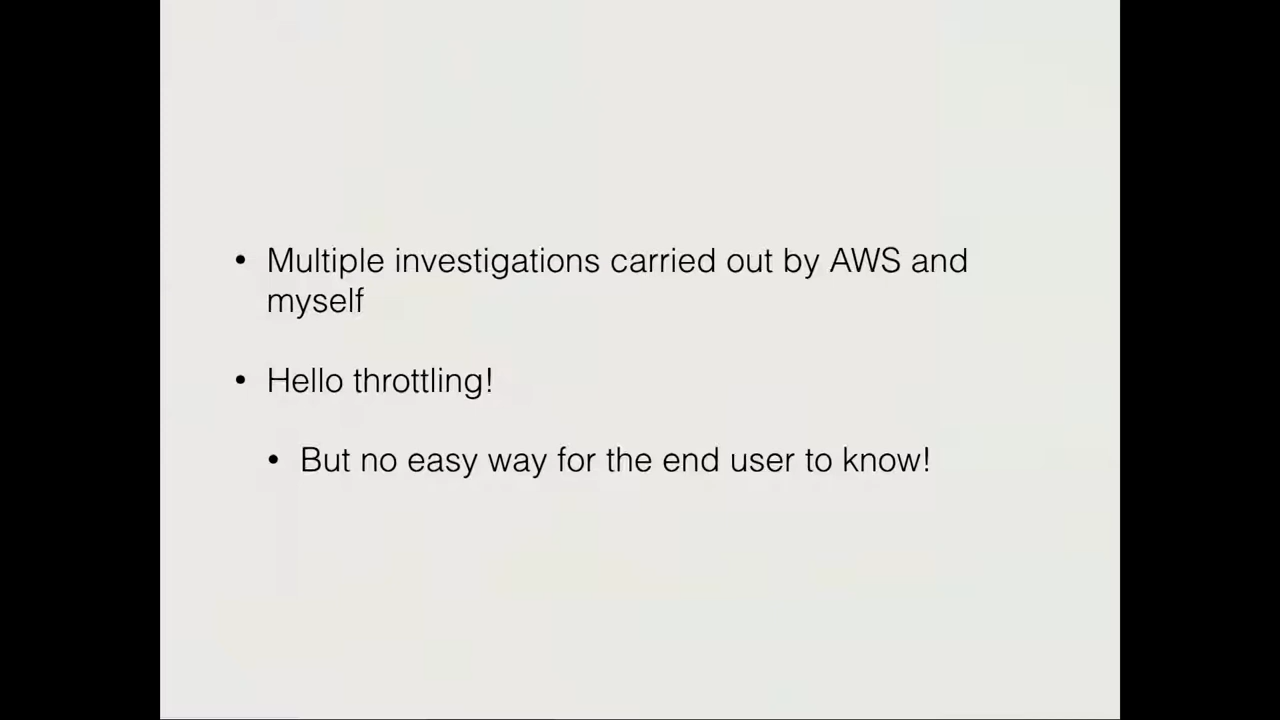 • Multiple investigations carried out by AWS and
myself
• Hello throttling!
• But no easy way for the end user to know!